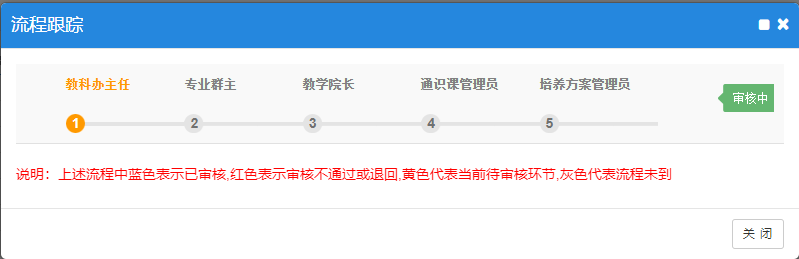 流程跟踪
教科办主任 专业群主 教学院长 通识课管理员 培养方案管理员
1 2 3 4 5
审核中
说明：上述流程中蓝色表示已审核,红色表示审核不通过或退回,黄色代表当前待审核环节,灰色代表流程未到
关 闭